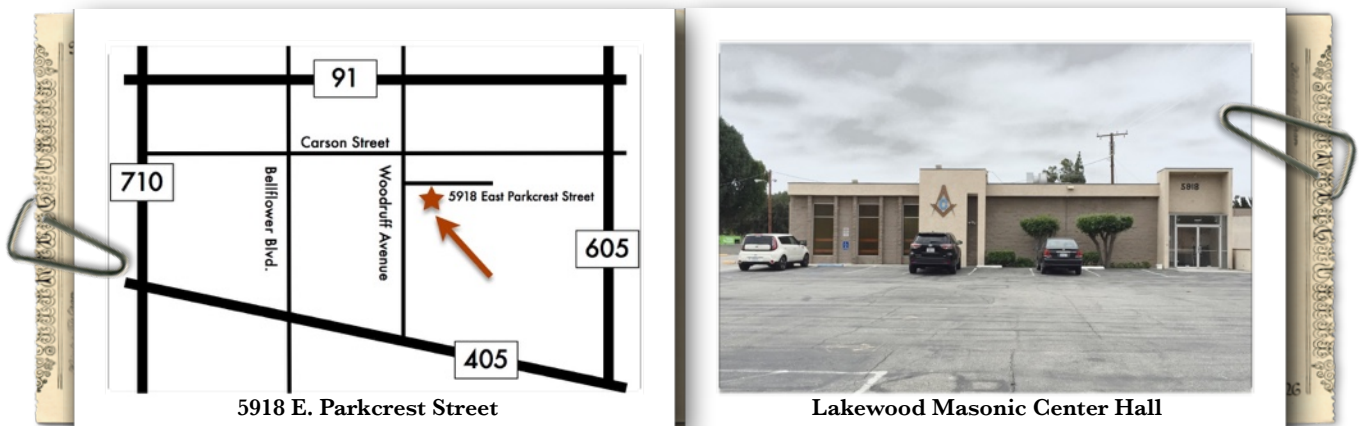 91
Carson Street
710
Bellflower Blvd.
Woodruff Avenue
5918 East Parkcrest Street
605
405
5918 E. Parkcrest Street
5918
Lakewood Masonic Center Hall
26